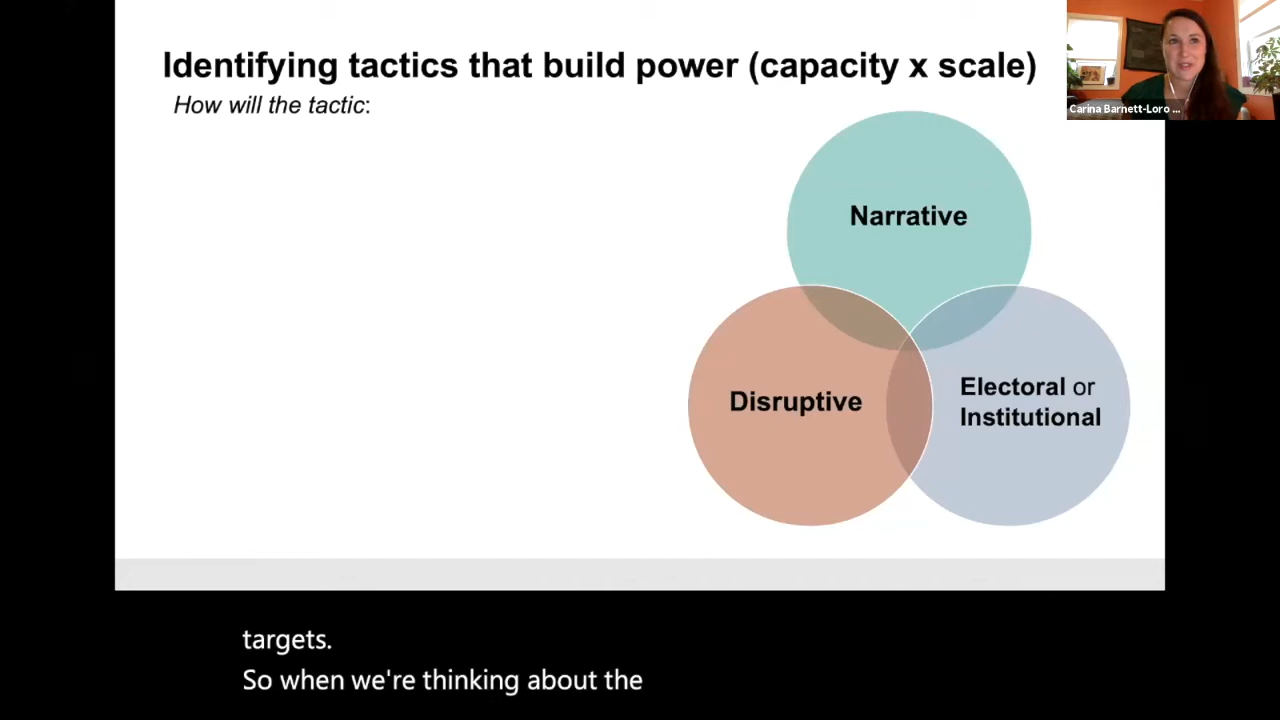 Identifying tactics that build power (capacity x scale)
How will the tactic:
Carina Barnett-Loro ...
Narrative
Disruptive
Electoral or
Institutional
targets.
So when we're thinking about the